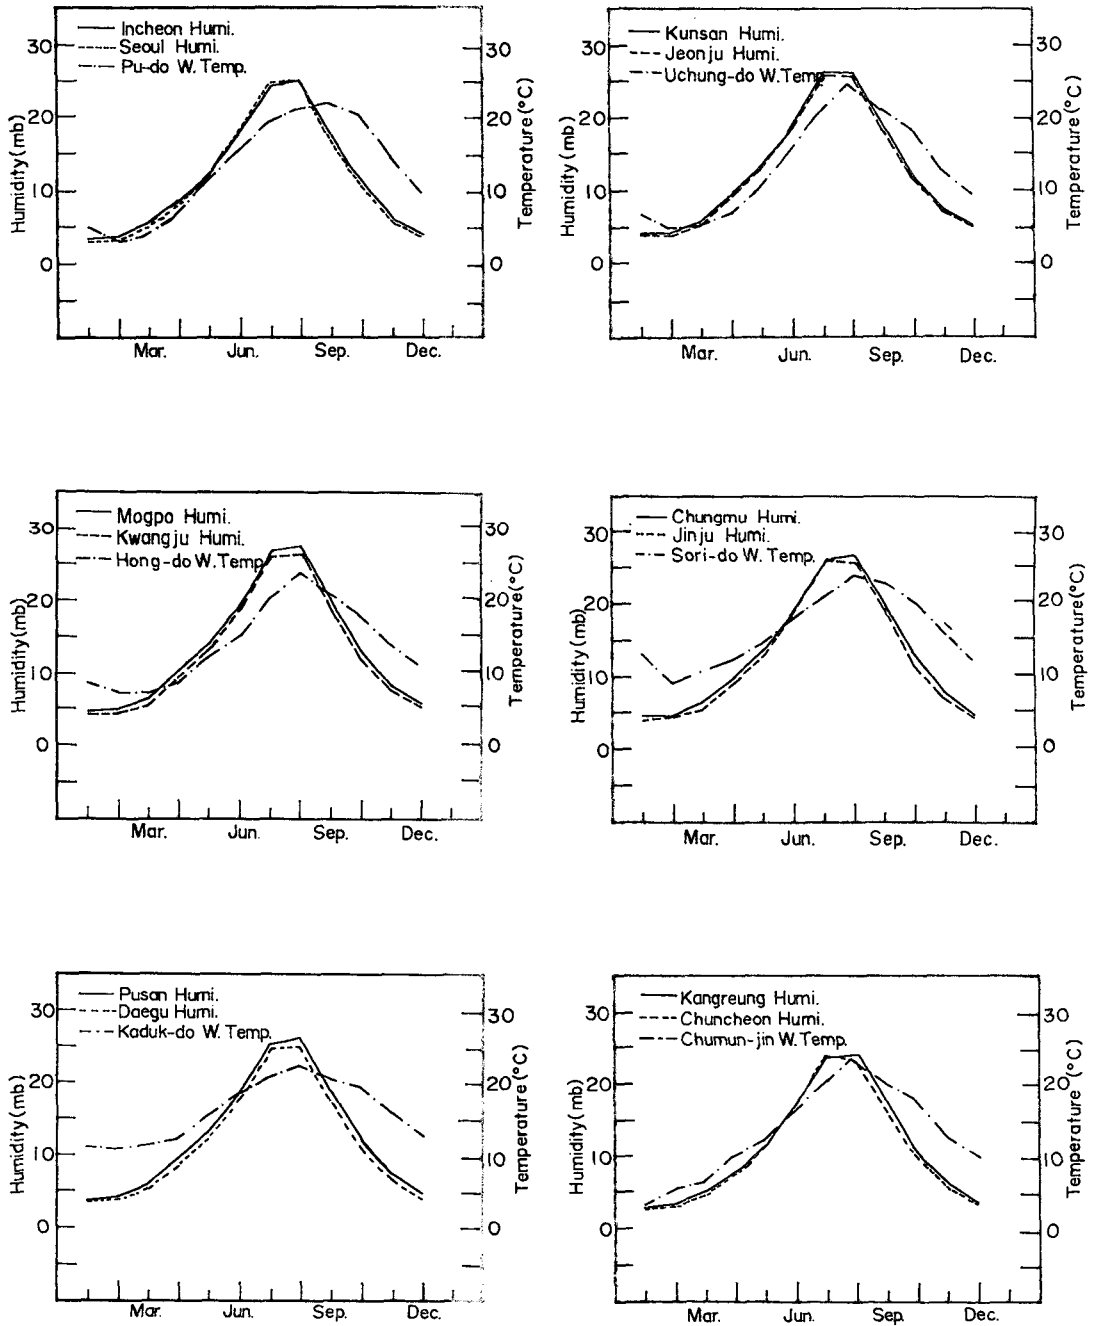 Incheon Humi.
Seoul Humi.
Pu-do W. Temp.
30
20
10
0
Humidity (mb)
30
20
10
0
Temperature (°C)
Mar. Jun. Sep. Dec.
Kunsan Humi.
Jeonju Humi.
Uchung-do W. Temp
30
20
10
0
Humidity (mb)
30
20
10
0
Temperature (°C)
Mar. Jun. Sep. Dec.
Mogpo Humi.
Kwangju Humi.
Hong-do W. Temp
30
20
10
0
Humidity (mb)
30
20
10
0
Temperature (°C)
Mar. Jun. Sep. Dec.
Chungmu Humi.
Jinju Humi.
Sori-do W. Temp.
30
20
10
0
Humidity (mb)
30
20
10
0
Temperature (°C)
Mar. Jun. Sep. Dec.
Pusan Humi.
Daegu Humi.
Kaduk-do W. Temp.
30
20
10
0
Humidity (mb)
30
20
10
0
Temperature (°C)
Mar. Jun. Sep. Dec.
Kangreung Humi.
Chuncheon Humi.
Chumun-jin W. Temp.
30
20
10
0
Humidity (mb)
30
20
10
0
Temperature (°C)
Mar. Jun. Sep. Dec.